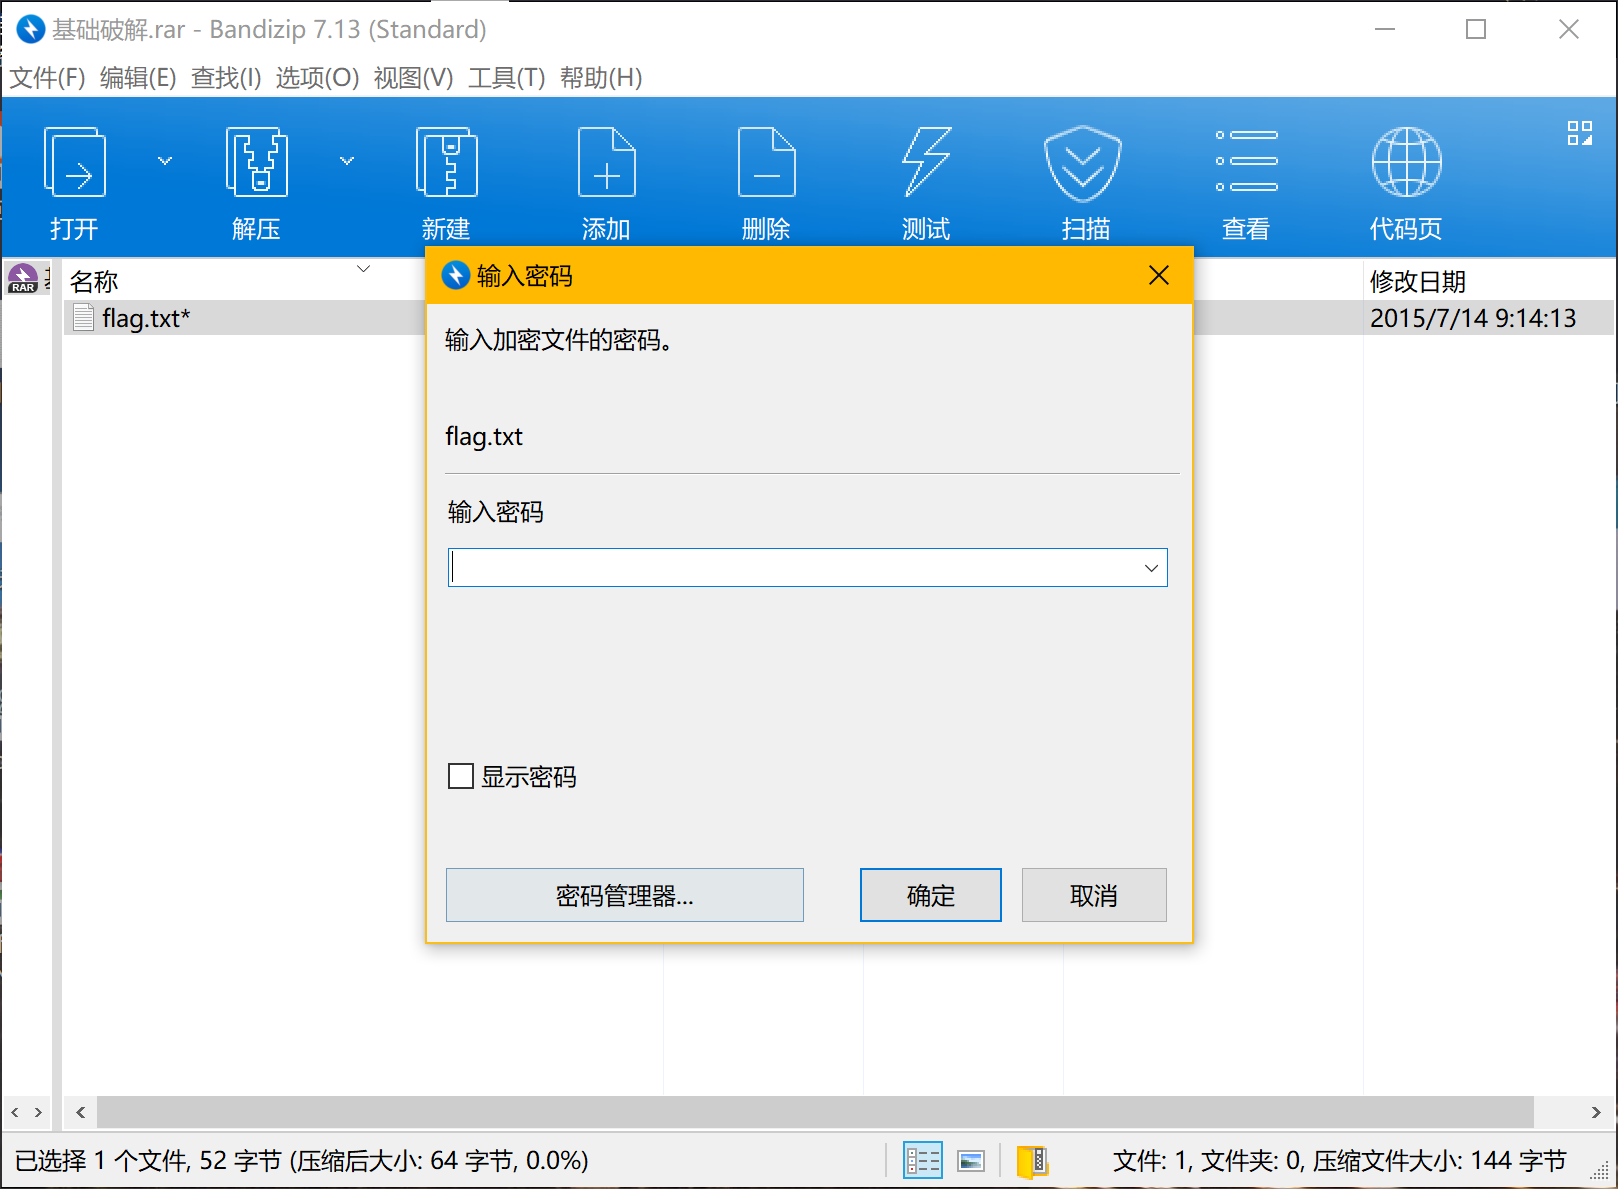 基础破解.rar - Bandizip 7.13 (Standard)
文件(F) 编辑(E) 查找(I) 选项(O) 视图(V) 工具(T) 帮助(H)
打开 解压 新建 添加 删除 测试 扫描 查看 代码页
RAR
名称 修改日期
flag.txt* 2015/7/14 9:14:13
输入密码
输入加密文件的密码。
flag.txt
输入密码
显示密码
密码管理器... 确定 取消
已选择 1 个文件, 52 字节 (压缩后大小: 64 字节, 0.0%) 文件: 1, 文件夹: 0, 压缩文件大小: 144 字节